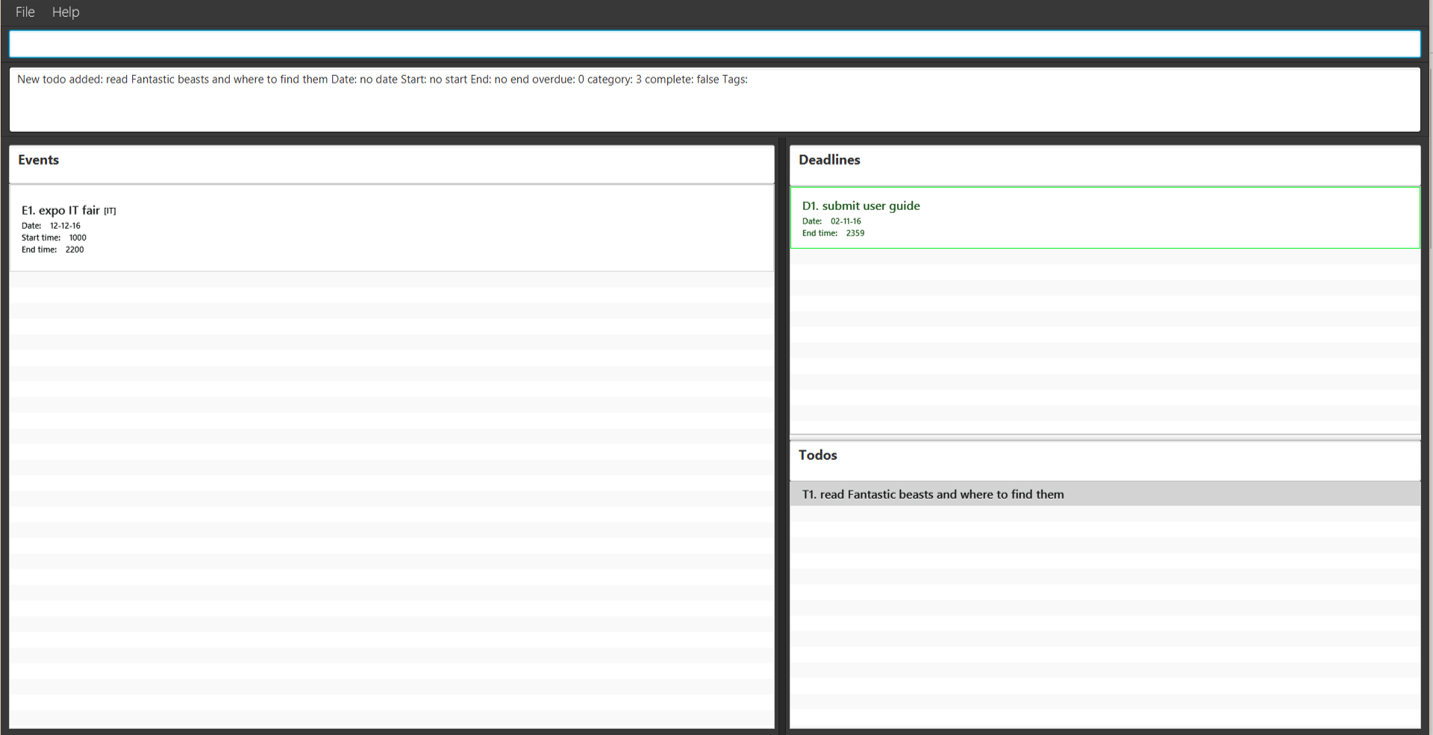 File Help
New todo added: read Fantastic beasts and where to find them Date: no date Start: no start End: no end overdue: 0 category: 3 complete: false Tags:
Events
E1. expo IT fair [IT]
Date: 12-12-16
Start time: 1000
End time: 2200
Deadlines
D1. submit user guide
Date: 02-11-16
End time: 2359
Todos
T1. read Fantastic beasts and where to find them